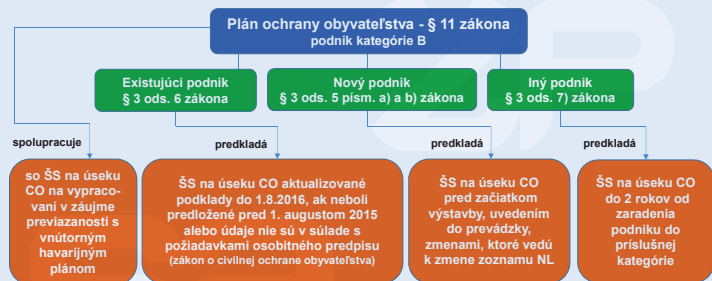 Plán ochrany obyvateľstva - § 11 zákona
podnik kategórie B
Existujúci podnik
§ 3 ods. 6 zákona
Nový podnik
§ 3 ods. 5 písm. a) a b) zákona
Iný podnik
§ 3 ods. 7) zákona
spolupracuje
predkladá
predkladá
predkladá
so ŠS na úseku
CO na vypraco-
vaní v záujme
previazanosti s
vnútorným
havarijným
plánom
ŠS na úseku CO aktualizované
podklady do 1.8.2016, ak neboli
predložené pred 1. augustom 2015
alebo údaje nie sú v súlade s
požiadavkami osobitného predpisu
(zákon o civilnej ochrane obyvateľstva)
ŠS na úseku CO
pred začiatkom
výstavby, uvedením
do prevádzky,
zmenami, ktoré vedú
k zmene zoznamu NL
ŠS na úseku CO
do 2 rokov od
zaradenia
podniku do
príslušnej
kategórie